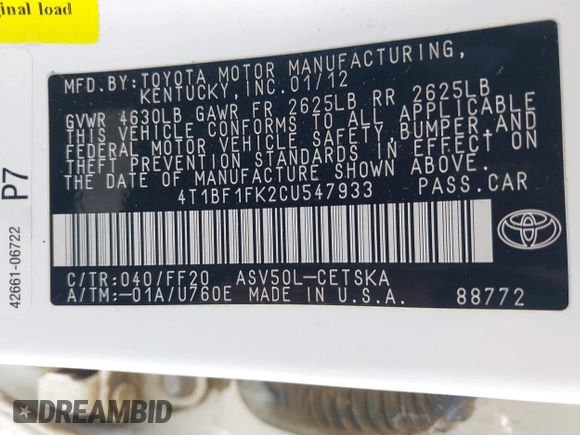 ginal load
MFD.BY:TOYOTA MOTOR MANUFACTURING,
KENTUCKY, INC.01/12
GVWR 4630LB GAWR FR 2625LB RR 2625LB
THIS VEHICLE CONFORMS TO ALL APPLICABLE
FEDERAL MOTOR VEHICLE SAFETY, BUMPER, AND
THEFT PREVENTION STANDARDS IN EFFECT ON
THE DATE OF MANUFACTURE SHOWN ABOVE.
4T1BF1FK2CU547933 PASS.CAR
C/TR:040/FF20 ASV50L-CETSKA
A/TM:-01A/U760E MADE IN U.S.A. 88772
TOYOTA
P7
42661-06722
DREAMBID